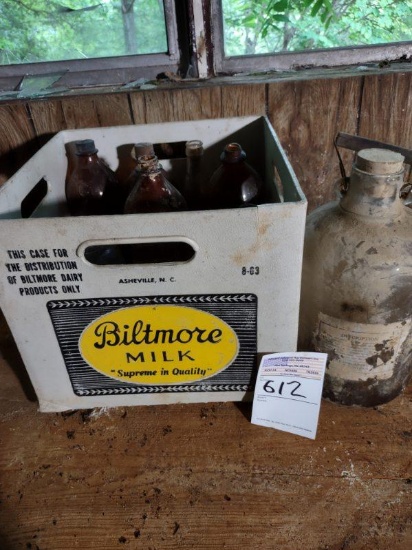 THIS CASE FOR
THE DISTRIBUTION
OF BILTMORE DAIRY
PRODUCTS ONLY
ASHEVILLE, N. C.
8-63
Biltmore
MILK
"Supreme in Quality"
612